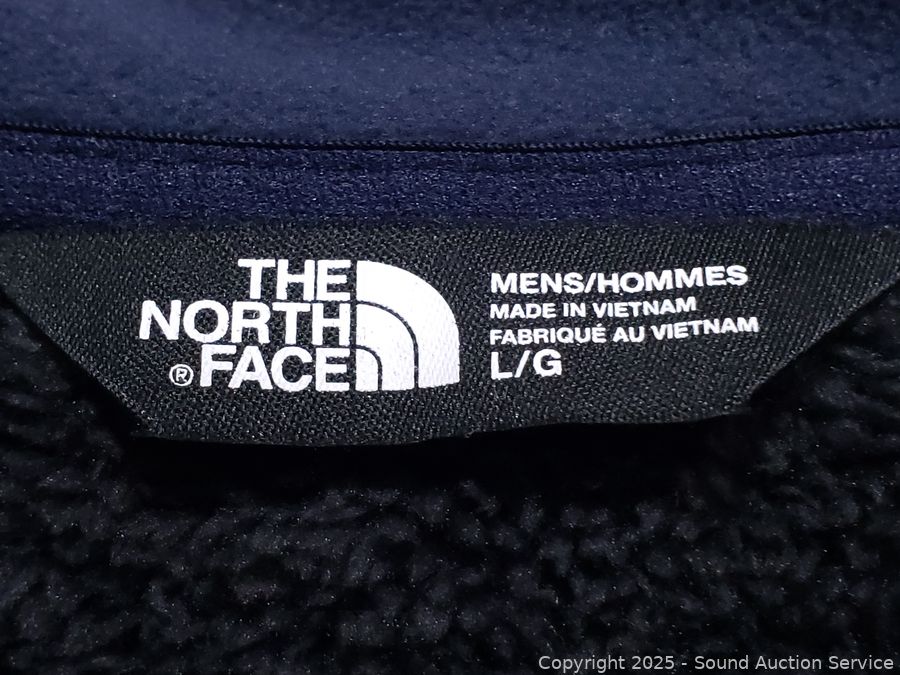 THE
NORTH
® FACE
MENS/HOMMES
MADE IN VIETNAM
FABRIQUÉ AU VIETNAM
L/G
Copyright 2025 - Sound Auction Service